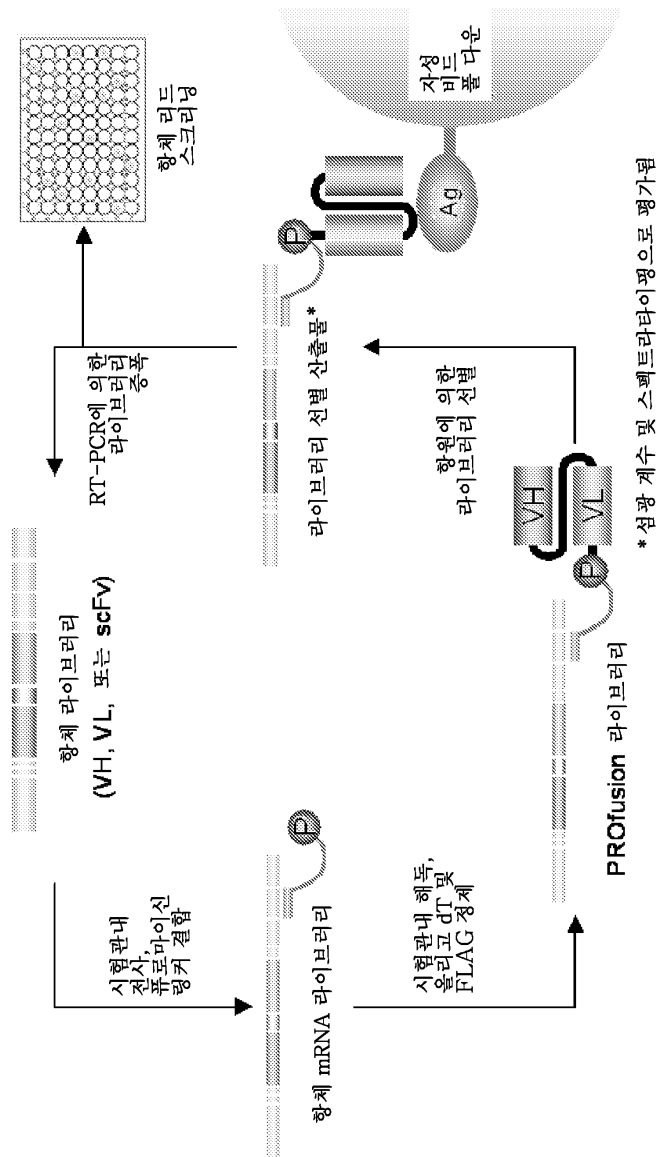 항체 라이브러리
(VH, VL, 또는 scFv)
시험관내
전사,
퓨로마이신
링커 결합
P
항체 mRNA 라이브러리
시험관내 해독,
올리고 dT 및
FLAG 정제
VH
VL
P
PROfusion 라이브러리
항원에 의한
라이브러리 선별
P
Ag
자성
비드
풀 다운
라이브러리 선별 산출물*
RT-PCR에 의한
라이브러리
증폭
항체 리드
스크리닝
*섬광 계수 및 스펙트라타이핑으로 평가됨